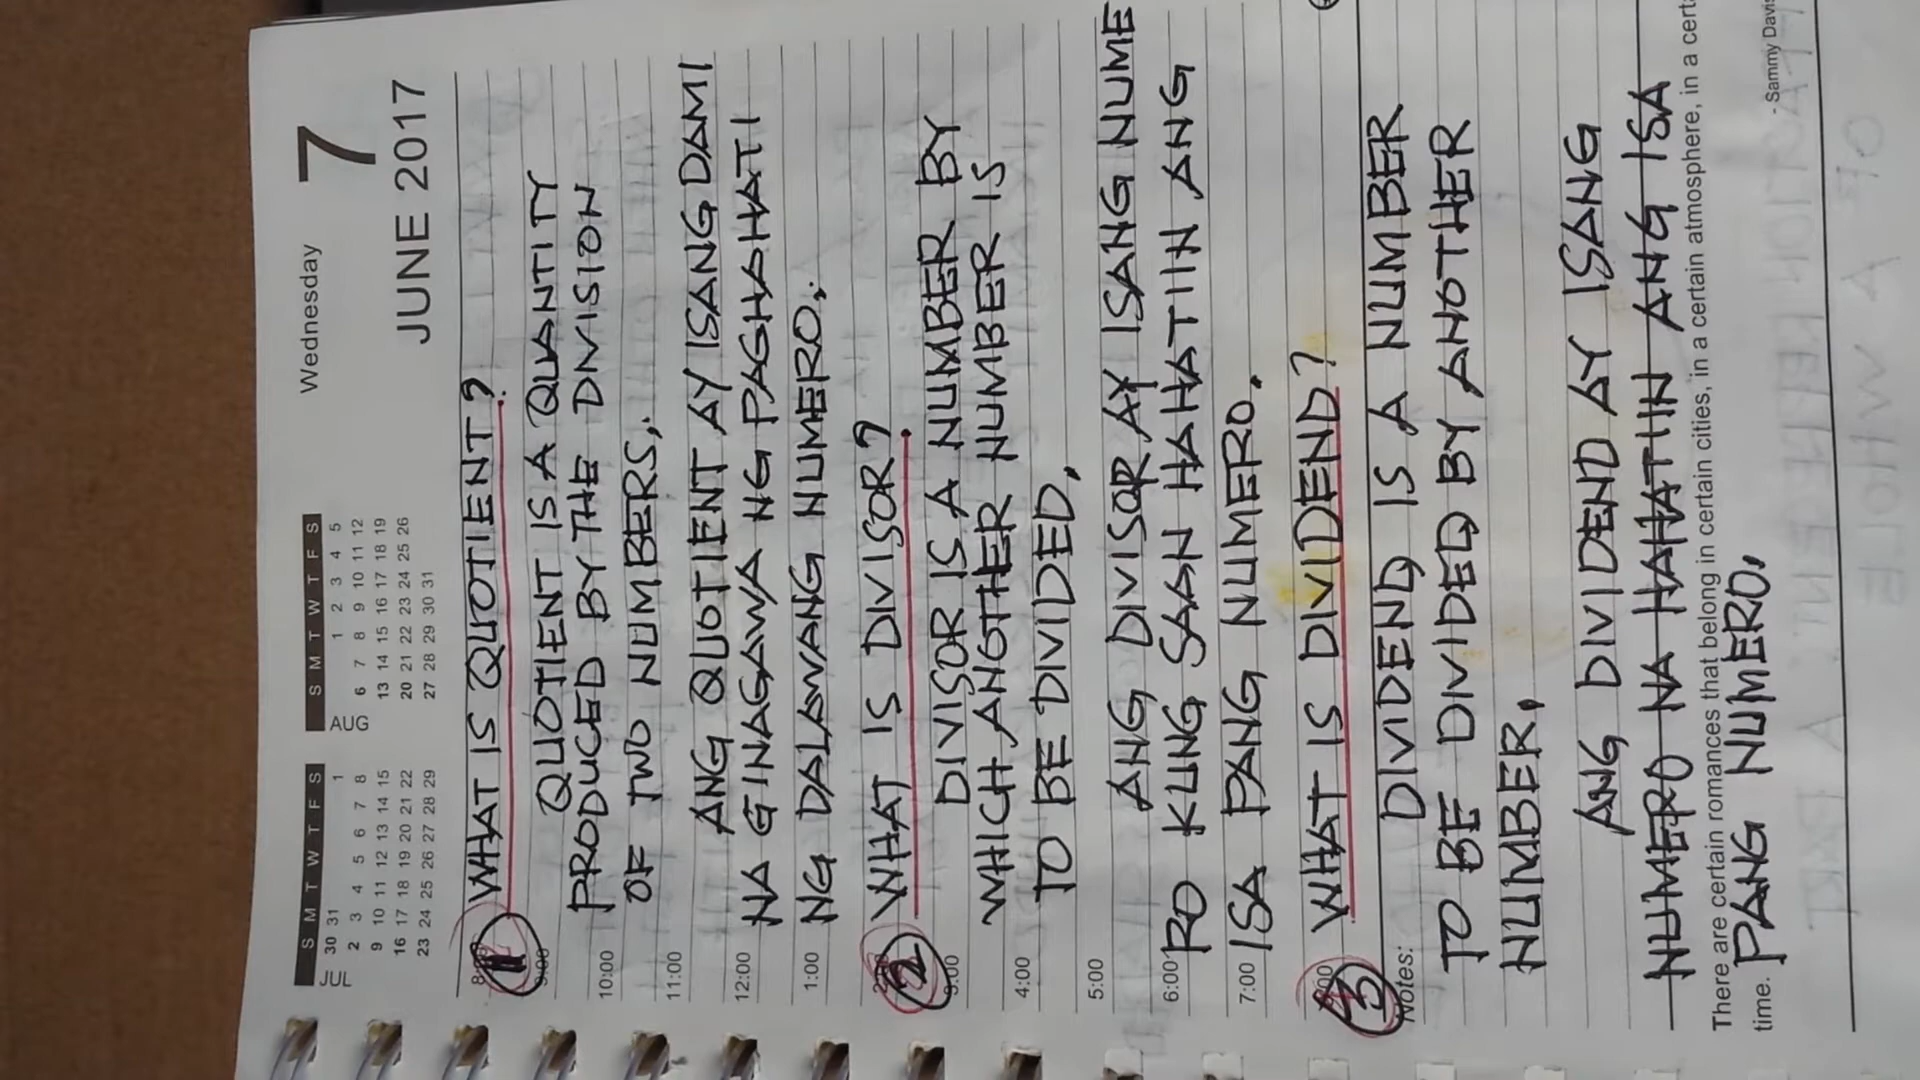 Wednesday 7
JUNE 2017
S M T W T F S
JUL
30 31 1
2 3 4 5 6 7 8
9 10 11 12 13 14 15
16 17 18 19 20 21 22
23 24 25 26 27 28 29
S M T W T F S
AUG
1 2 3 4 5
6 7 8 9 10 11 12
13 14 15 16 17 18 19
20 21 22 23 24 25 26
27 28 29 30 31
1 WHAT IS QUOTIENT?
9:00
QUOTIENT IS A QUANTITY
PRODUCED BY THE DIVISION
10:00
OF TWO NUMBERS,.
11:00
ANG QUOTIENT AY ISANG DAMI
12:00
NA GINAGAWA NG PAGHAHATI
1:00
NG DALAWANG NUMERO,.
2 WHAT IS DIVISOR?
DIVISOR IS A NUMBER BY
WHICH ANOTHER NUMBER IS
4:00
TO BE DIVIDED,
5:00
ANG DIVISOR AY ISANG NUME
6:00
RO KUNG SAAN HAHATIIN ANG
7:00
ISA PANG NUMERO.
3 WHAT IS DIVIDEND?
Notes:
DIVIDEND IS A NUMBER
TO BE DIVIDED BY ANOTHER
NUMBER,
ANG DIVIDEND AY ISANG
NUMERO NA HAHATIIN ANG ISA
There are certain romances that belong in certain cities, in a certain atmosphere, in a
time.
PANG NUMERO,
- Sammy Davis